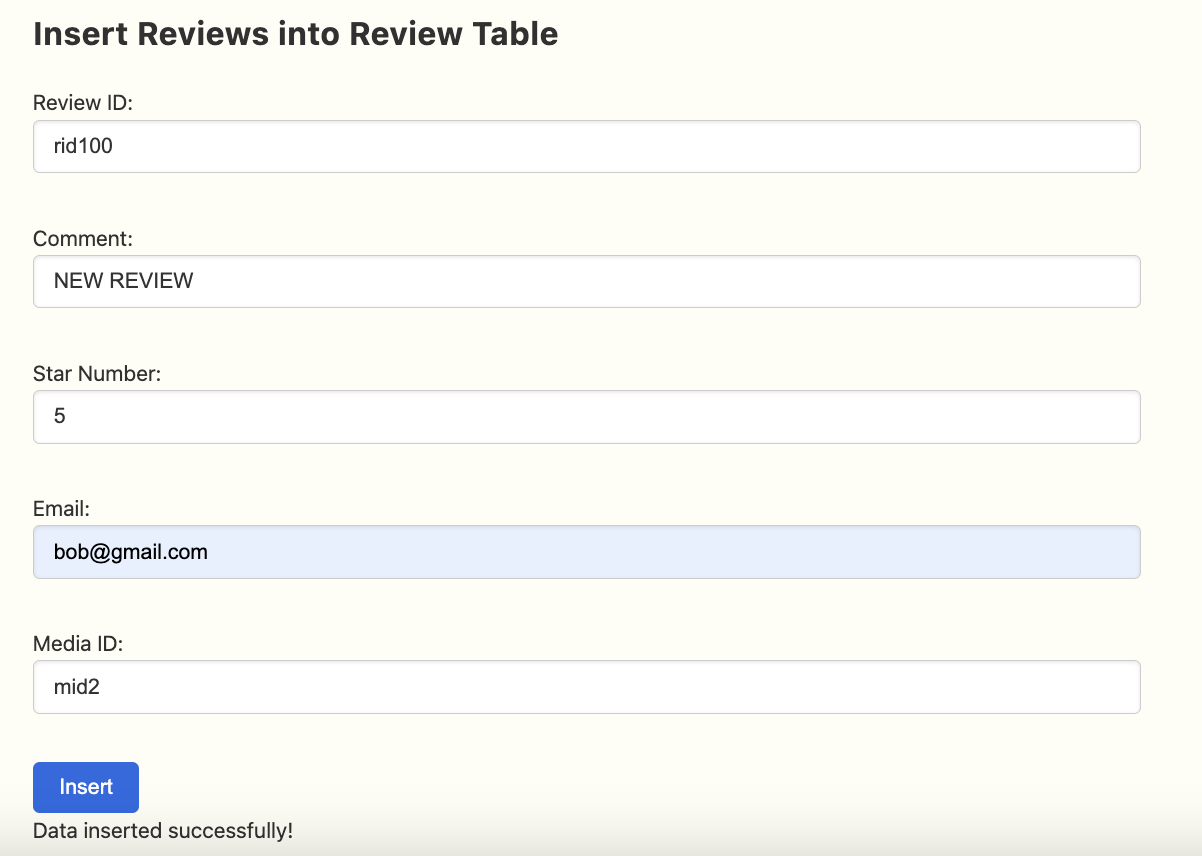 Insert Reviews into Review Table
Review ID:
rid100
Comment:
NEW REVIEW
Star Number:
5
Email:
bob@gmail.com
Media ID:
mid2
Insert
Data inserted successfully!